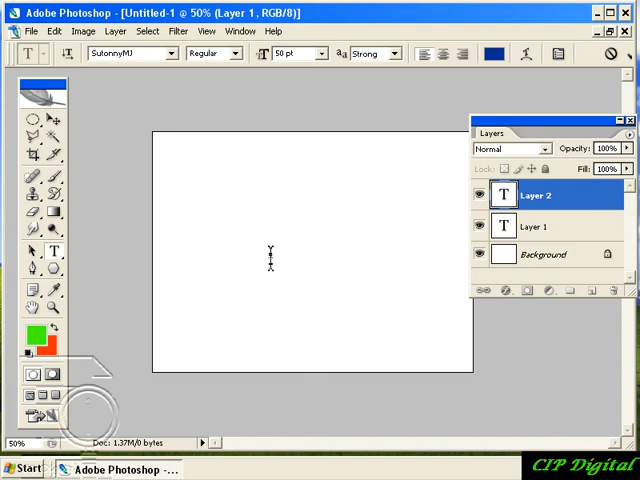 Adobe Photoshop - [Untitled-1 @ 50% (Layer 1, RGB/8)]
File Edit Image Layer Select Filter View Window Help
T T SutonnyMJ Regular T 50 pt aa Strong
Layers
Normal Opacity: 100%
Lock: Fill: 100%
T Layer 2
T Layer 1
Background
T
50% Doc: 1.37M/0 bytes
Start Adobe Photoshop - ... CIP Digital